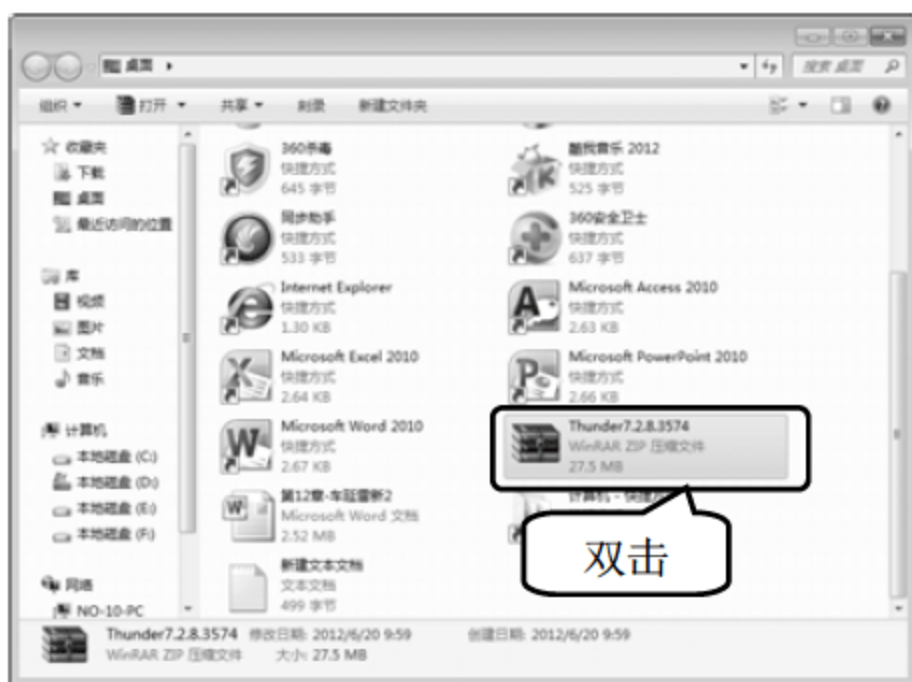 桌面
搜索 桌面
组织 打开 共享 刻录 新建文件夹
收藏夹
下载
桌面
最近访问的位置
库
视频
图片
文档
音乐
计算机
本地磁盘 (C:)
本地磁盘 (D:)
本地磁盘 (E:)
本地磁盘 (F:)
网络
NO-10-PC
360杀毒
快捷方式
645 字节
酷我音乐 2012
快捷方式
525 字节
同步助手
快捷方式
533 字节
360安全卫士
快捷方式
637 字节
Internet Explorer
快捷方式
1.30 KB
Microsoft Access 2010
快捷方式
2.63 KB
Microsoft Excel 2010
快捷方式
2.64 KB
Microsoft PowerPoint 2010
快捷方式
2.66 KB
Microsoft Word 2010
快捷方式
2.67 KB
Thunder7.2.8.3574
WinRAR ZIP 压缩文件
27.5 MB
第12章-车延雷新2
Microsoft Word 文档
2.52 MB
计算机 - 快捷方
新建文本文档
文本文档
499 字节
双击
Thunder7.2.8.3574 修改日期: 2012/6/20 9:59 创建日期: 2012/6/20 9:59
WinRAR ZIP 压缩文件 大小: 27.5 MB